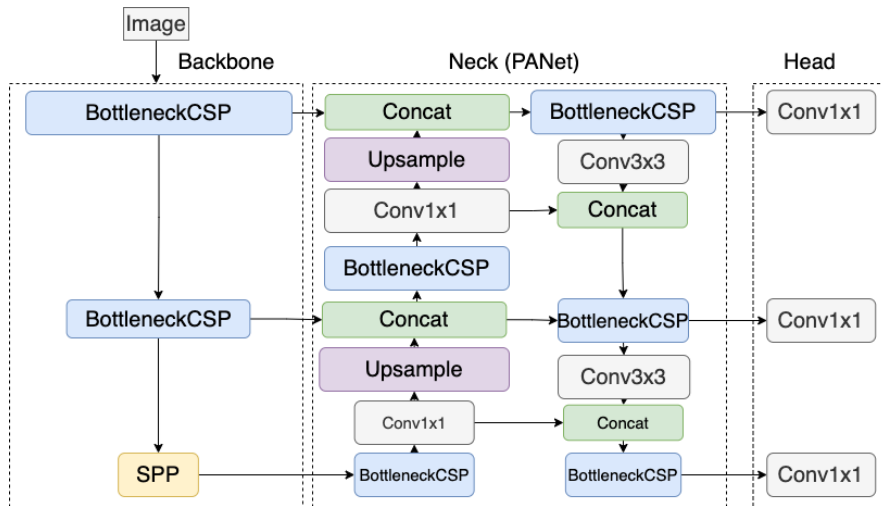 Image
Backbone
Neck (PANet)
Head
BottleneckCSP
Concat
BottleneckCSP
Conv1x1
Upsample
Conv3x3
Conv1x1
Concat
BottleneckCSP
BottleneckCSP
Concat
BottleneckCSP
Conv1x1
Upsample
Conv3x3
Conv1x1
Concat
SPP
BottleneckCSP
BottleneckCSP
Conv1x1